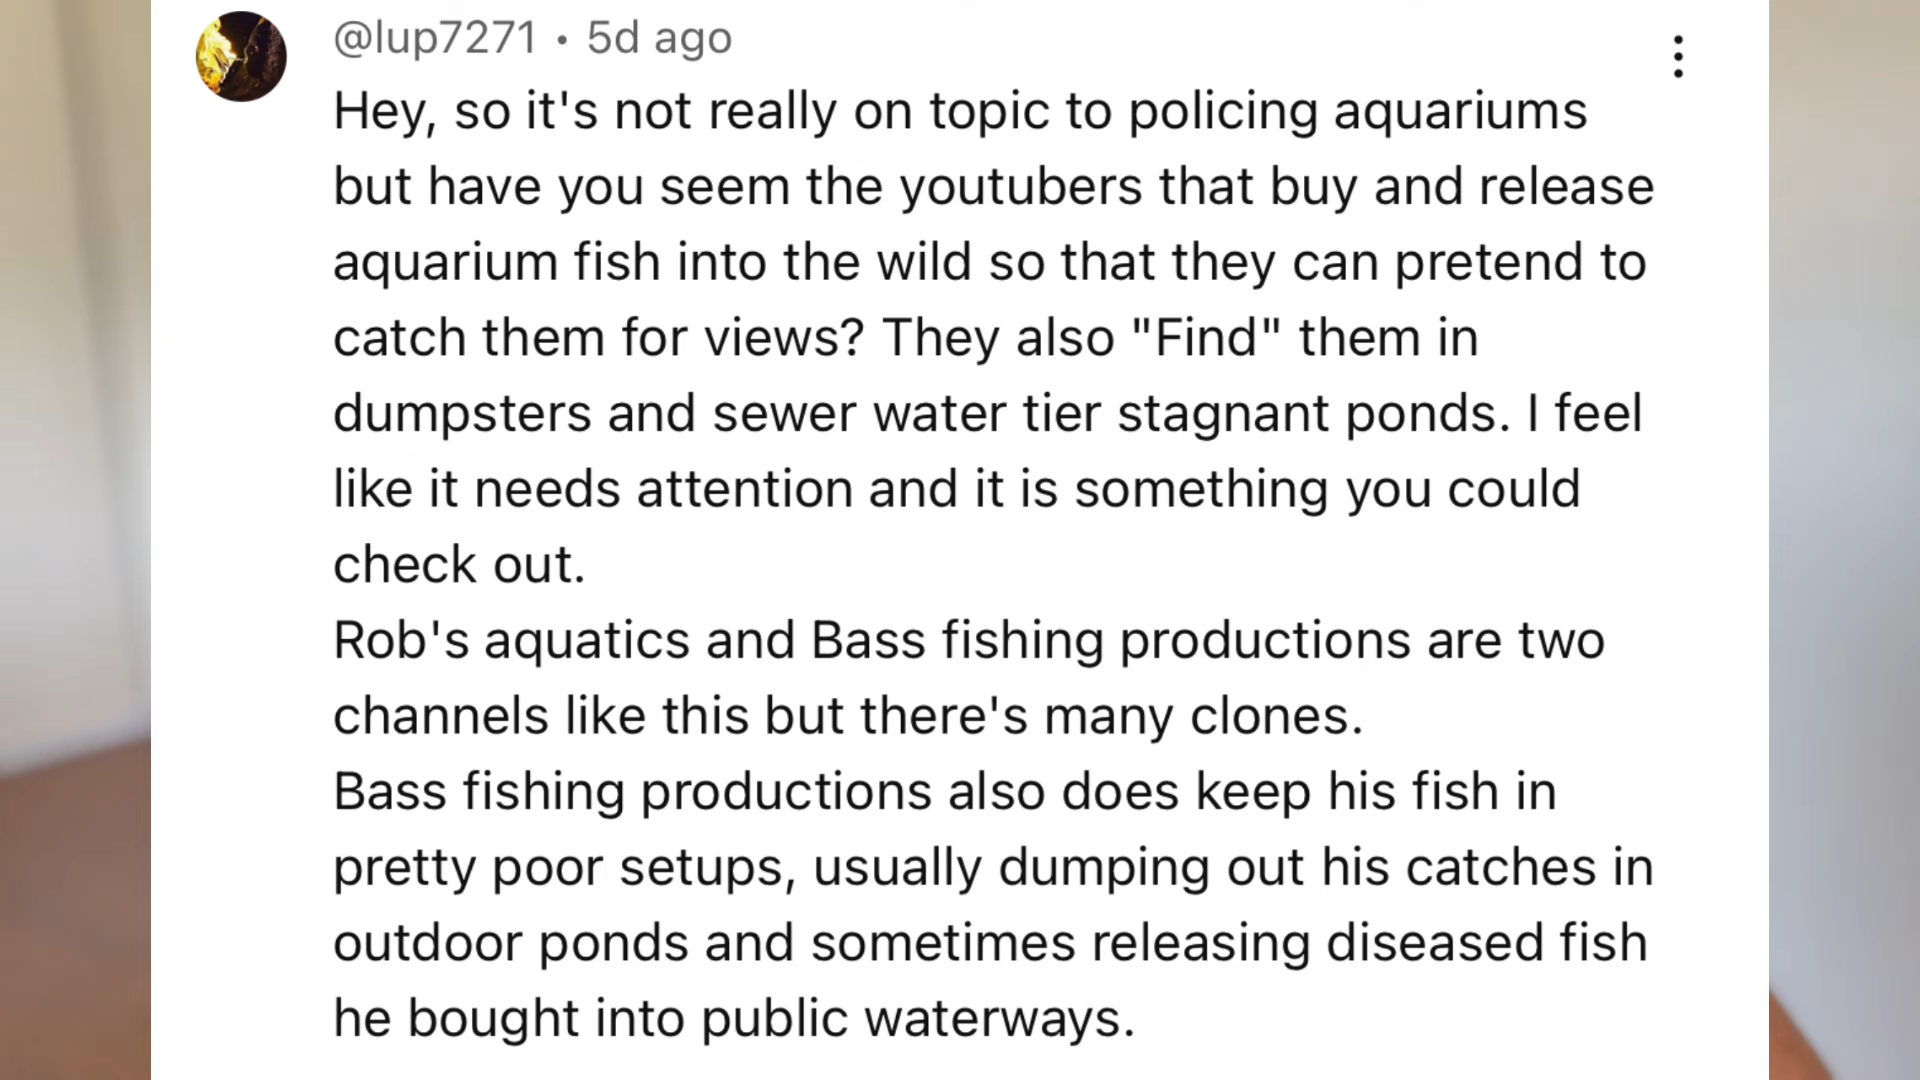 @lup7271 • 5d ago
Hey, so it's not really on topic to policing aquariums
but have you seem the youtubers that buy and release
aquarium fish into the wild so that they can pretend to
catch them for views? They also "Find" them in
dumpsters and sewer water tier stagnant ponds. I feel
like it needs attention and it is something you could
check out.
Rob's aquatics and Bass fishing productions are two
channels like this but there's many clones.
Bass fishing productions also does keep his fish in
pretty poor setups, usually dumping out his catches in
outdoor ponds and sometimes releasing diseased fish
he bought into public waterways.